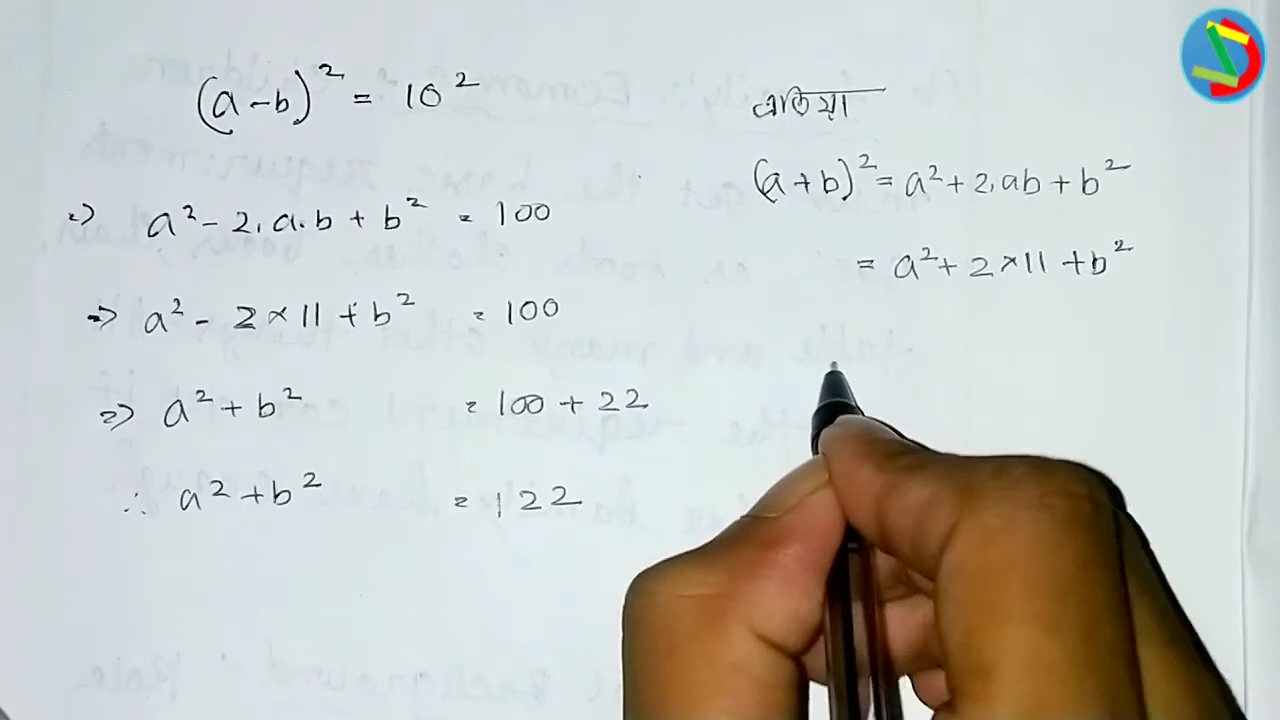 (a-b)² = 10²
=> a² - 2.a.b + b² = 100
=> a² - 2×11 + b² = 100
=> a² + b² = 100 + 22
∴ a² + b² = 122
এতিয়া
(a+b)² = a² + 2.ab + b²
= a² + 2×11 + b²